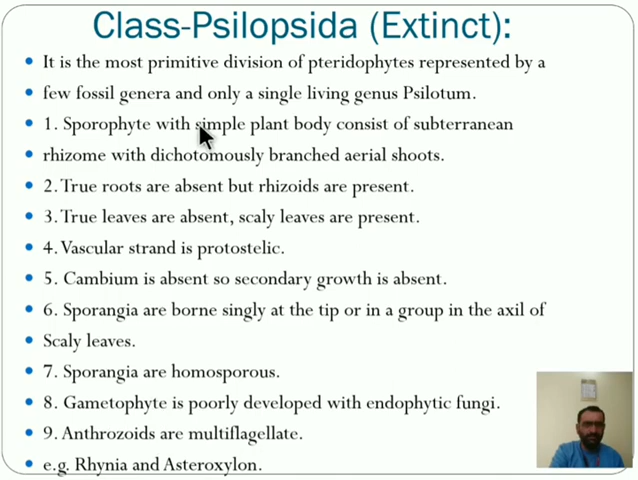 Class-Psilopsida (Extinct):
It is the most primitive division of pteridophytes represented by a
few fossil genera and only a single living genus Psilotum.
1. Sporophyte with simple plant body consist of subterranean
rhizome with dichotomously branched aerial shoots.
2. True roots are absent but rhizoids are present.
3. True leaves are absent, scaly leaves are present.
4. Vascular strand is protostelic.
5. Cambium is absent so secondary growth is absent.
6. Sporangia are borne singly at the tip or in a group in the axil of
Scaly leaves.
7. Sporangia are homosporous.
8. Gametophyte is poorly developed with endophytic fungi.
9. Anthrozoids are multiflagellate.
e.g. Rhynia and Asteroxylon.